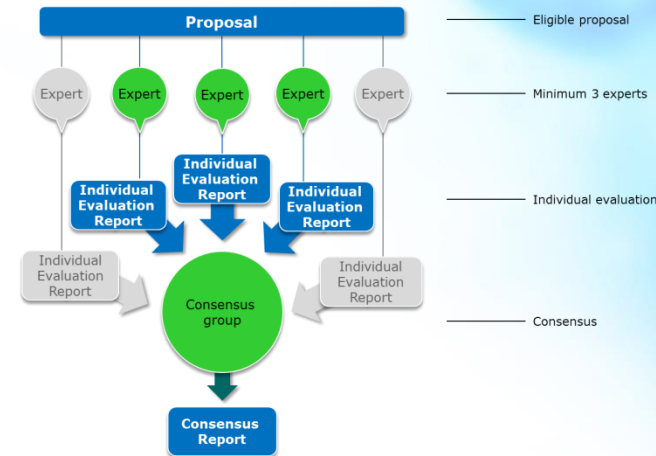 Proposal
Eligible proposal
Expert
Expert
Expert
Expert
Expert
Minimum 3 experts
Individual
Evaluation
Report
Individual
Evaluation
Report
Individual
Evaluation
Report
Individual evaluation
Individual
Evaluation
Report
Individual
Evaluation
Report
Consensus
group
Consensus
Consensus
Report